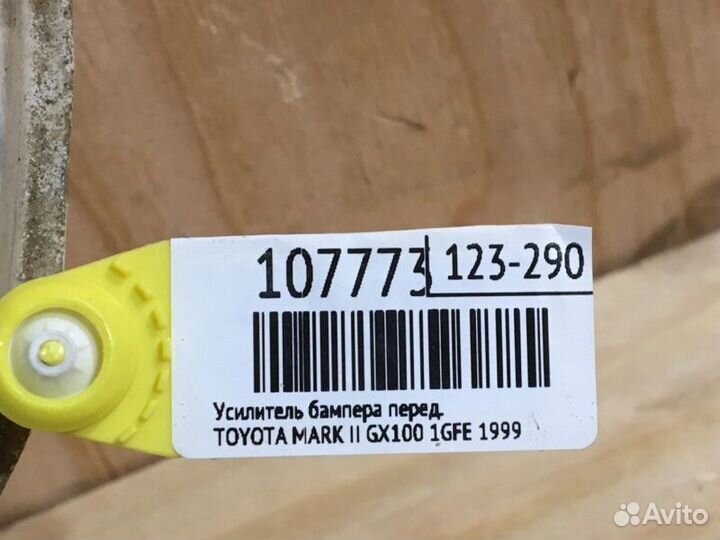 107773 123-290
Усилитель бампера перед.
TOYOTA MARK II GX100 1GFE 1999
Avito